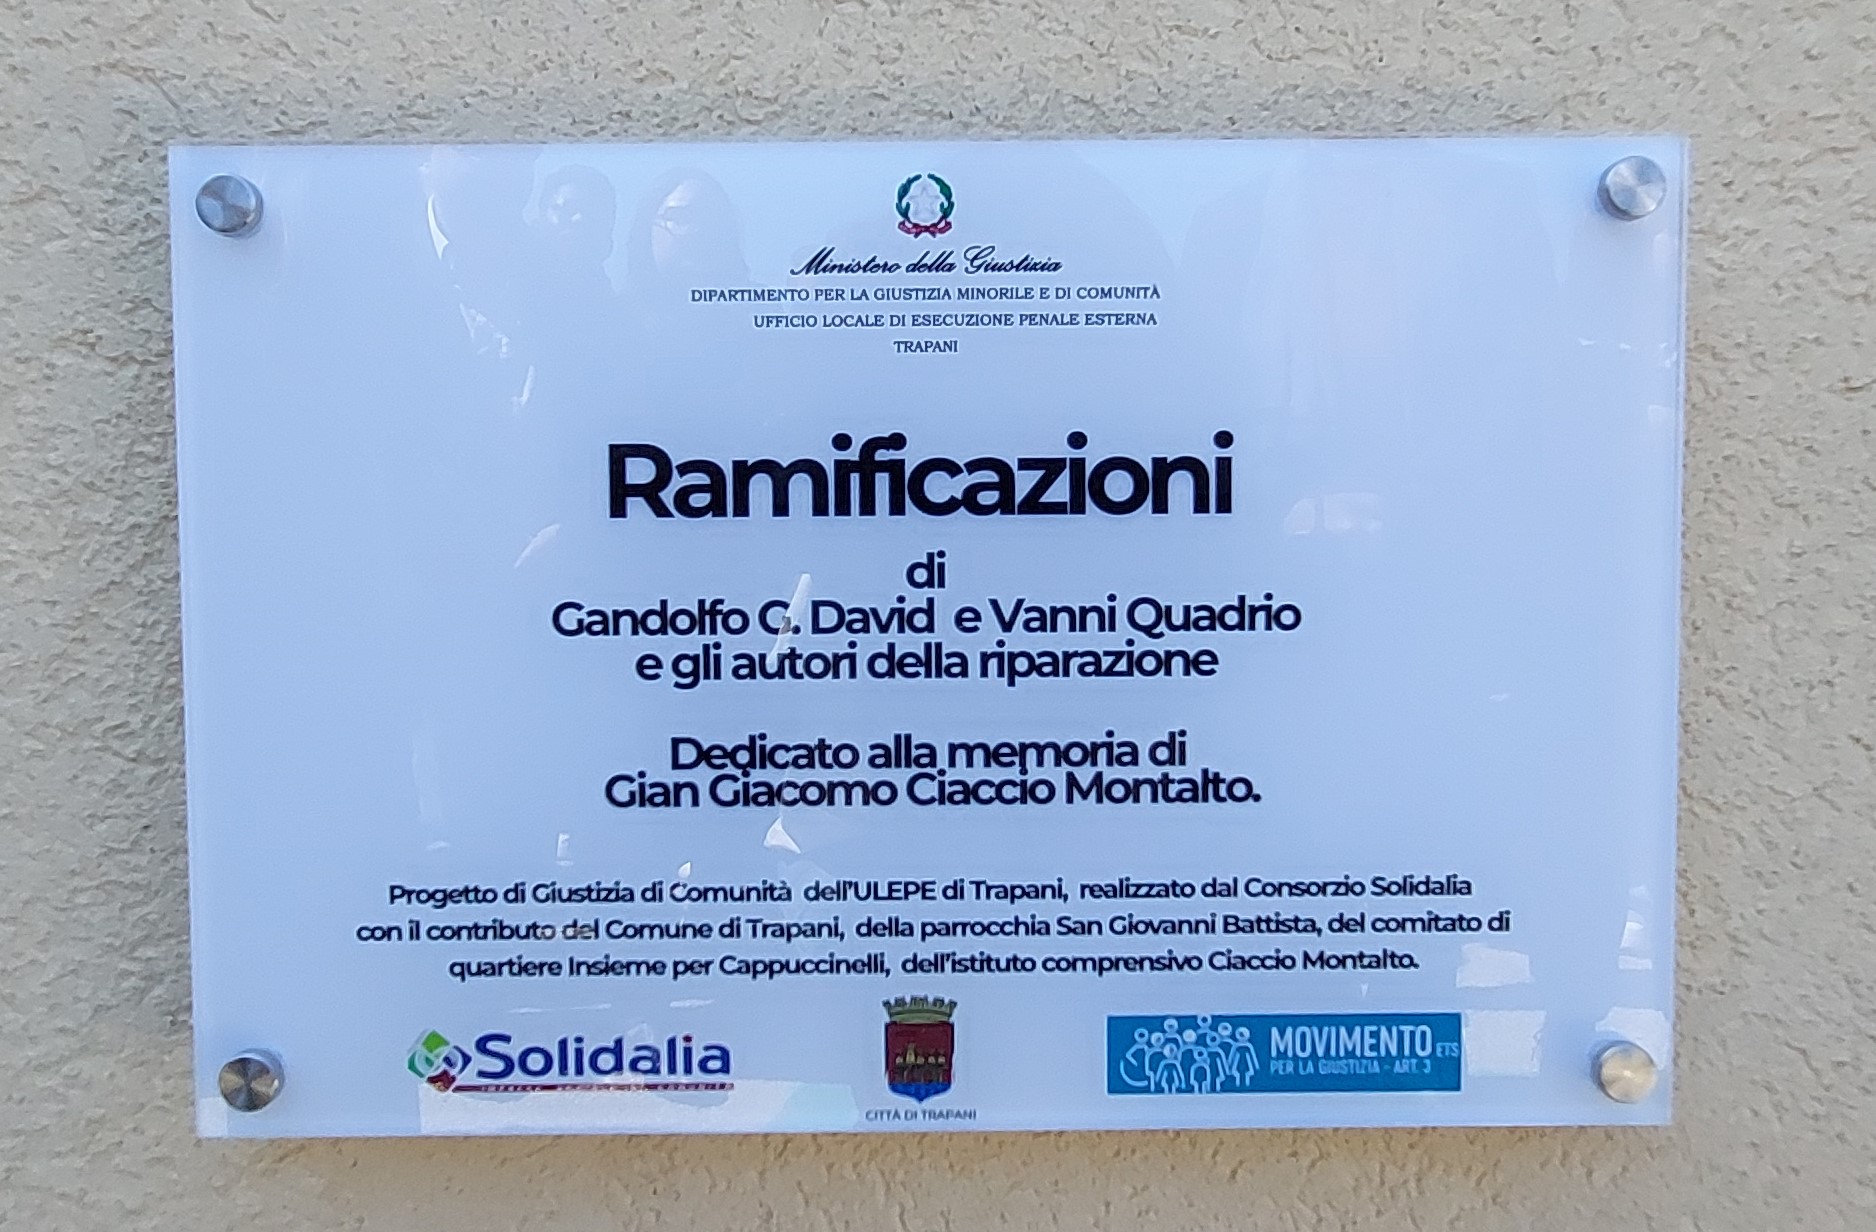 Ministero della Giustizia
DIPARTIMENTO PER LA GIUSTIZIA MINORILE E DI COMUNITÀ
UFFICIO LOCALE DI ESECUZIONE PENALE ESTERNA
TRAPANI
Ramificazioni
di
Gandolfo G. David e Vanni Quadrio
e gli autori della riparazione
Dedicato alla memoria di
Gian Giacomo Ciaccio Montalto.
Progetto di Giustizia di Comunità dell'ULEPE di Trapani, realizzato dal Consorzio Solidalia
con il contributo del Comune di Trapani, della parrocchia San Giovanni Battista, del comitato di
quartiere Insieme per Cappuccinelli, dell'istituto comprensivo Ciaccio Montalto.
Solidalia
CITTÀ DI TRAPANI
MOVIMENTO ETS
PER LA GIUSTIZIA - ART. 3